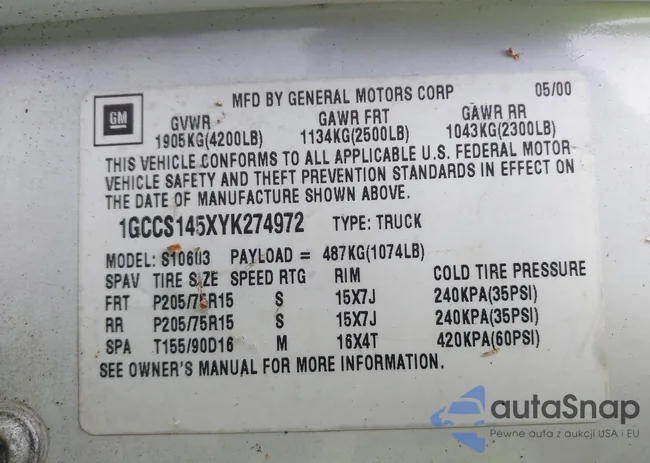 MFD BY GENERAL MOTORS CORP 05/00
GM
GVWR GAWR FRT GAWR RR
1905KG(4200LB) 1134KG(2500LB) 1043KG(2300LB)
THIS VEHICLE CONFORMS TO ALL APPLICABLE U.S. FEDERAL MOTOR
VEHICLE SAFETY AND THEFT PREVENTION STANDARDS IN EFFECT ON
THE DATE OF MANUFACTURE SHOWN ABOVE.
1GCCS145XYK274972 TYPE: TRUCK
MODEL: S10603 PAYLOAD = 487KG(1074LB)
SPAV TIRE SIZE SPEED RTG RIM COLD TIRE PRESSURE
FRT P205/75R15 S 15X7J 240KPA(35PSI)
RR P205/75R15 S 15X7J 240KPA(35PSI)
SPA T155/90D16 M 16X4T 420KPA(60PSI)
SEE OWNER'S MANUAL FOR MORE INFORMATION.
autaSnap
Pewne auta z aukcji USA i EU